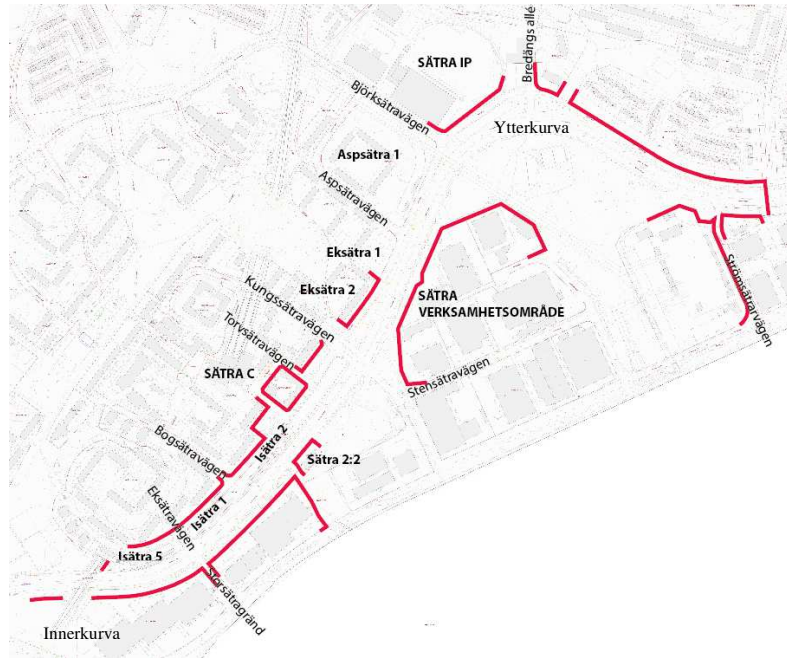 Bredängs allé
SÄTRA IP
Björksätravägen
Ytterkurva
Aspsätra 1
Aspsätravägen
Eksätra 1
Eksätra 2
Kungssätravägen
SÄTRA
VERKSAMHETSOMRÅDE
Strömsätravägen
Torvsätravägen
SÄTRA C
Stensätravägen
Bogsätravägen
Isätra 2
Sätra 2:2
Eksätravägen
Isätra 1
Isätra 5
Storsätragränd
Innerkurva